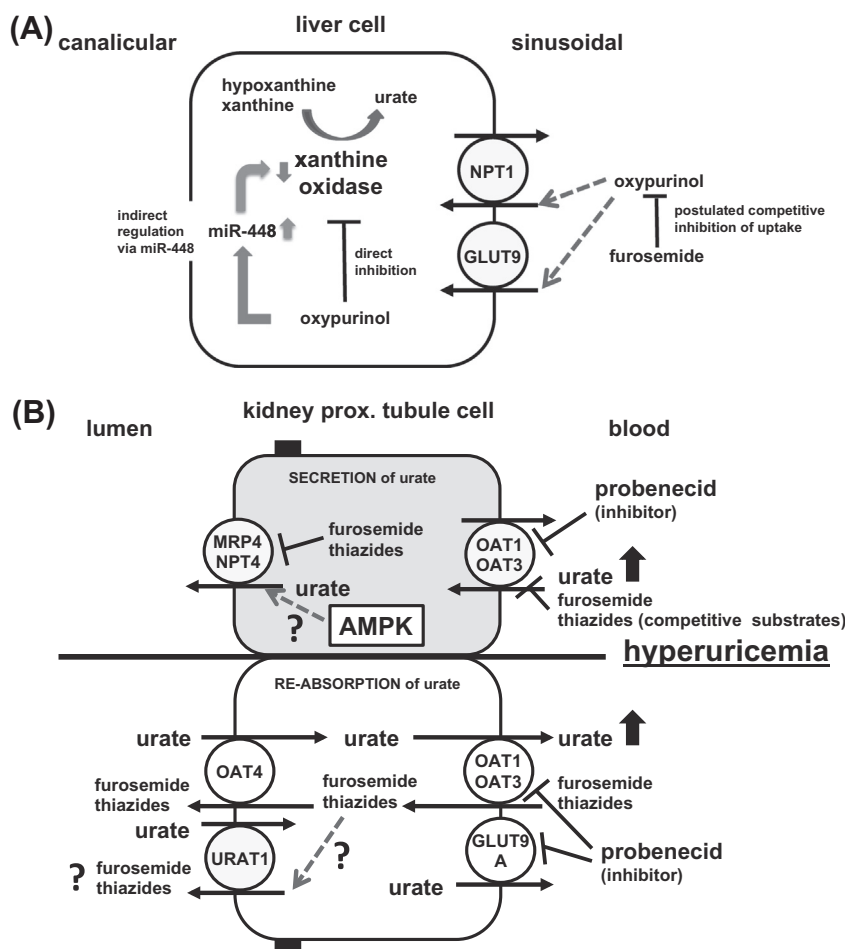 (A)
canalicular
liver cell
sinusoidal
hypoxanthine
xanthine
urate
xanthine
oxidase
NPT1
oxypurinol
indirect
regulation
via miR-448
miR-448
postulated competitive
inhibition of uptake
direct
inhibition
GLUT9
furosemide
oxypurinol
(B)
lumen
kidney prox. tubule cell
blood
SECRETION of urate
probenecid
(inhibitor)
MRP4
NPT4
furosemide
thiazides
OAT1
OAT3
urate
urate
furosemide
thiazides (competitive substrates)
?
AMPK
hyperuricemia
RE-ABSORPTION of urate
urate
urate
urate
OAT4
OAT1
OAT3
furosemide
thiazides
furosemide
thiazides
furosemide
thiazides
urate
URAT1
?
GLUT9
A
probenecid
(inhibitor)
? furosemide
thiazides
urate